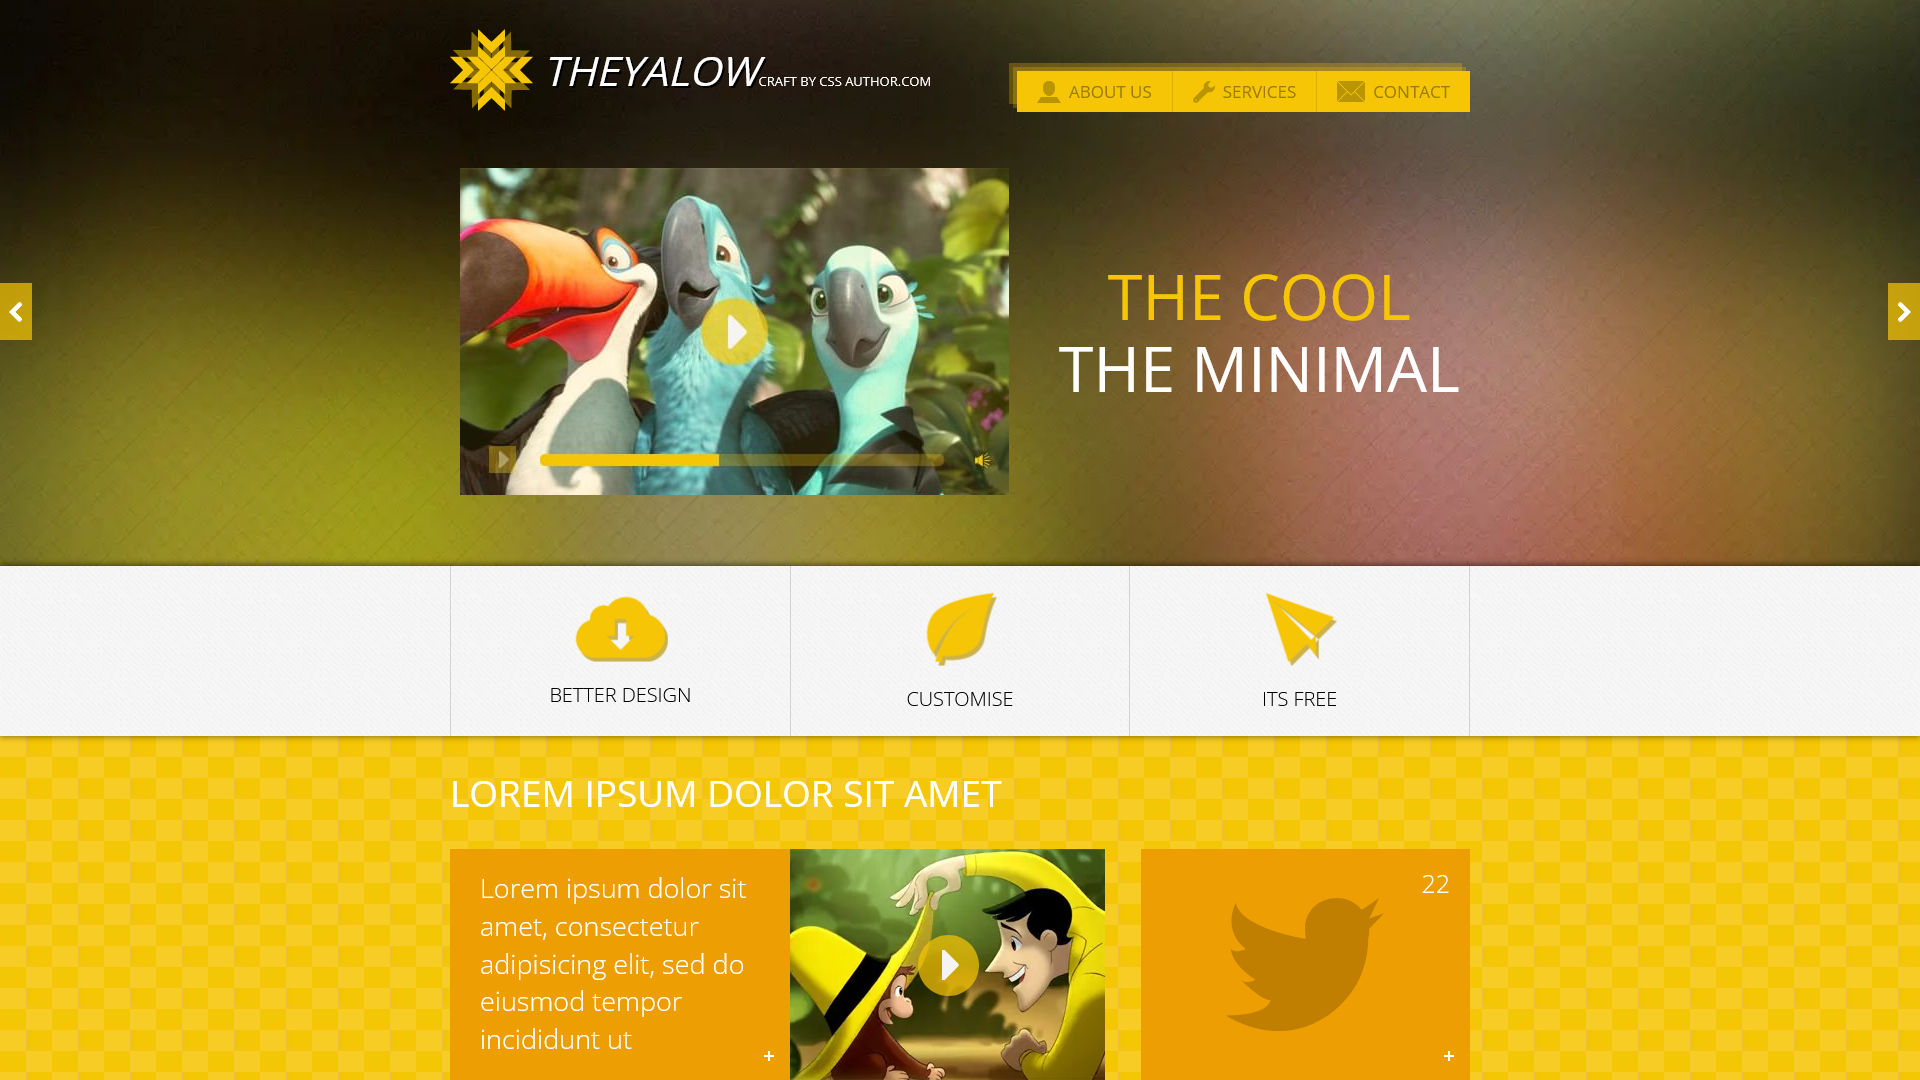 THEYALOW
CRAFT BY CSS AUTHOR.COM
ABOUT US
SERVICES
CONTACT
THE COOL
THE MINIMAL
BETTER DESIGN
CUSTOMISE
ITS FREE
LOREM IPSUM DOLOR SIT AMET
Lorem ipsum dolor sit
amet, consectetur
adipisicing elit, sed do
eiusmod tempor
incididunt ut
+
22
+